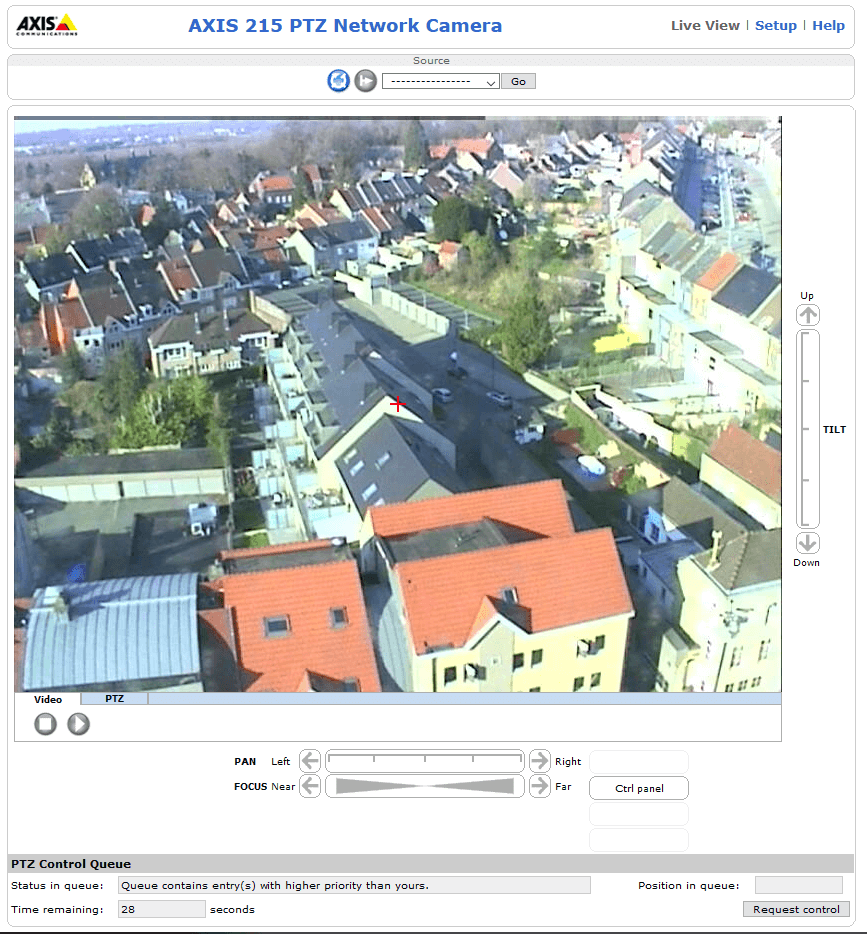 AXIS
COMMUNICATIONS
AXIS 215 PTZ Network Camera
Live View | Setup | Help
Source
---------------- Go
Up
TILT
Down
Video PTZ
PAN Left Right
FOCUS Near Far Ctrl panel
PTZ Control Queue
Status in queue: Queue contains entry(s) with higher priority than yours. Position in queue:
Time remaining: 28 seconds Request control